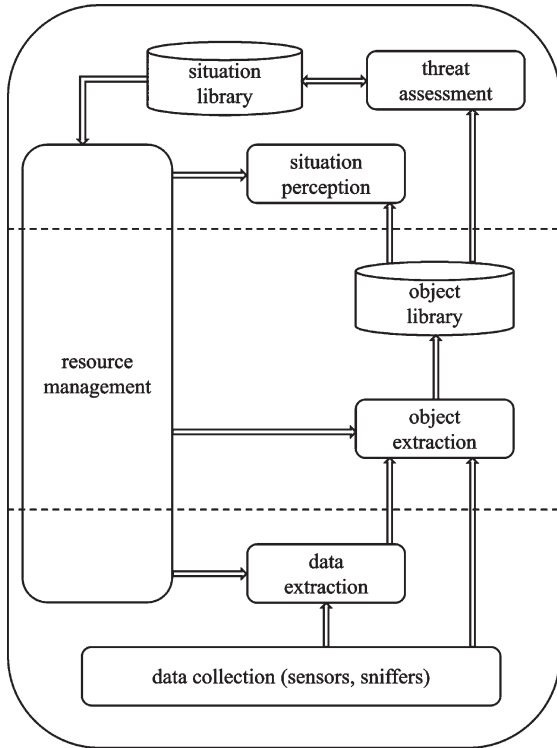 situation
library
threat
assessment
situation
perception
object
library
resource
management
object
extraction
data
extraction
data collection (sensors, sniffers)